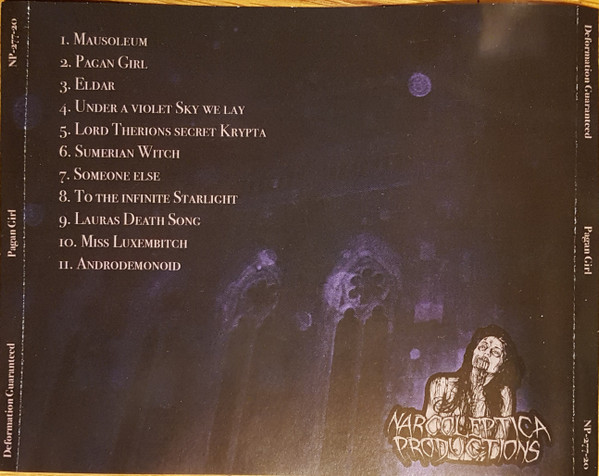 1. Mausoleum
2. Pagan Girl
3. Eldar
4. Under a violet Sky we lay
5. Lord Therions secret Krypta
6. Sumerian Witch
7. Someone else
8. To the infinite Starlight
9. Lauras Death Song
10. Miss Luxembitch
11. Androdemonoid
NP-277-20
Pagan Girl
Deformation Guaranteed
Deformation Guaranteed
Pagan Girl
NP-277-20
NARCOLEPTICA
PRODUCTIONS